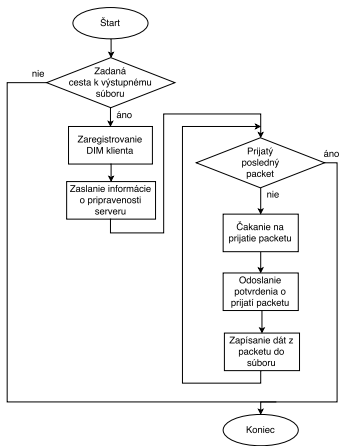 Štart
nie
Zadaná
cesta k výstupnému
súboru
áno
Zaregistrovanie
DIM klienta
Zaslanie informácie
o pripravenosti
serveru
Prijatý
posledný
packet
áno
nie
Čakanie na
prijatie packetu
Odoslanie
potvrdenia o
prijatí packetu
Zapísanie dát z
packetu do
súboru
Koniec